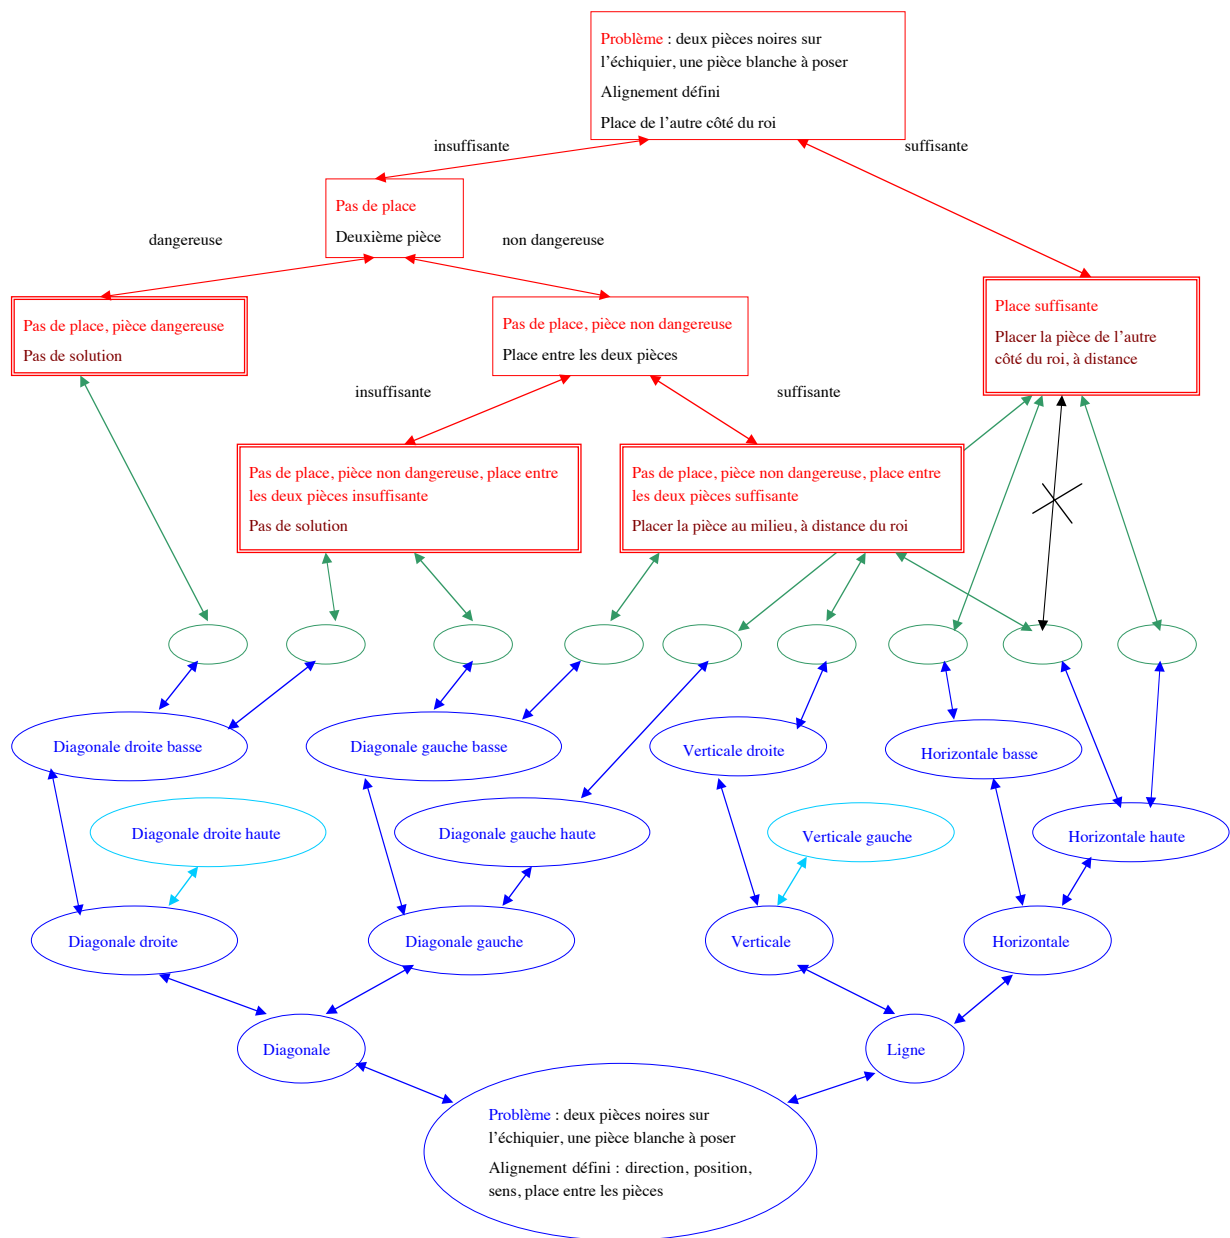 Problème : deux pièces noires sur
l’échiquier, une pièce blanche à poser
Alignement défini
Place de l’autre côté du roi
insuffisante
suffisante
Pas de place
Deuxième pièce
dangereuse
non dangereuse
Pas de place, pièce dangereuse
Pas de solution
Pas de place, pièce non dangereuse
Place entre les deux pièces
Place suffisante
Placer la pièce de l’autre
côté du roi, à distance
insuffisante
suffisante
Pas de place, pièce non dangereuse, place entre
les deux pièces insuffisante
Pas de solution
Pas de place, pièce non dangereuse, place entre
les deux pièces suffisante
Placer la pièce au milieu, à distance du roi
Diagonale droite basse
Diagonale gauche basse
Verticale droite
Horizontale basse
Diagonale droite haute
Diagonale gauche haute
Verticale gauche
Horizontale haute
Diagonale droite
Diagonale gauche
Verticale
Horizontale
Diagonale
Ligne
Problème : deux pièces noires sur
l’échiquier, une pièce blanche à poser
Alignement défini : direction, position,
sens, place entre les pièces